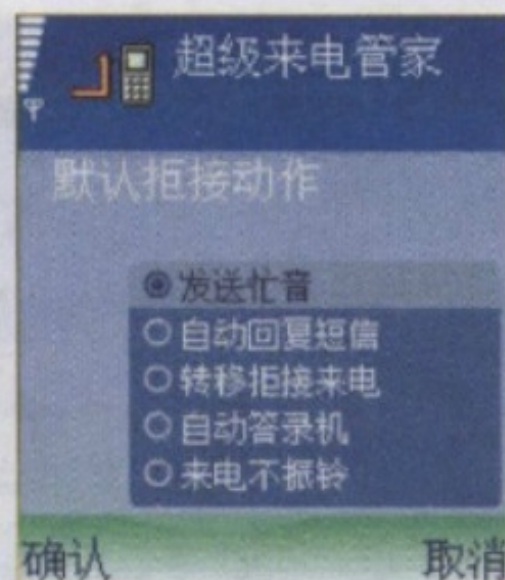 超级来电管家
默认拒接动作
发送忙音
自动回复短信
转移拒接来电
自动答录机
来电不振铃
确认 取消